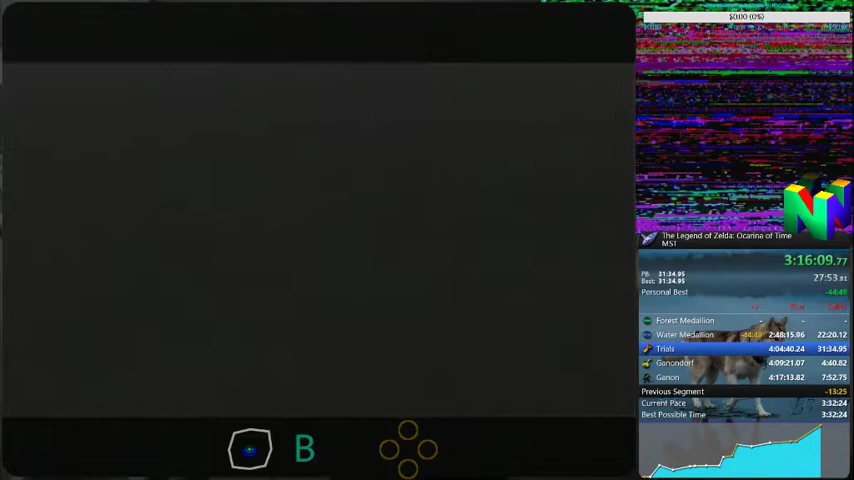 $0.00 (0%)
The Legend of Zelda: Ocarina of Time
MST
3:16:09.77
PB: 31:34.95
Best: 31:34.95
27:53.81
Personal Best -44:49
Forest Medallion - - -
Water Medallion -44:49 2:48:15.96 22:20.12
Trials 4:04:40.24 31:34.95
Ganondorf 4:09:21.07 4:40.82
Ganon 4:17:13.82 7:52.75
Previous Segment -13:25
Current Pace 3:32:24
Best Possible Time 3:32:24
B